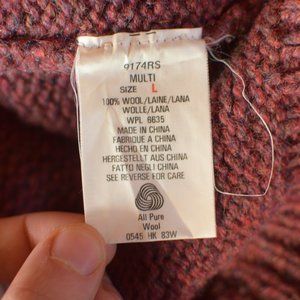 9174RS
MULTI
SIZE L
100% WOOL/LAINE/LANA
WOLLE/LANA
WPL 6635
MADE IN CHINA
FABRIQUE A CHINA
HECHO EN CHINA
HERGESTELLT AUS CHINA
FATTO NEGLI CHINA
SEE REVERSE FOR CARE
All Pure
Wool
0545 HK 83W